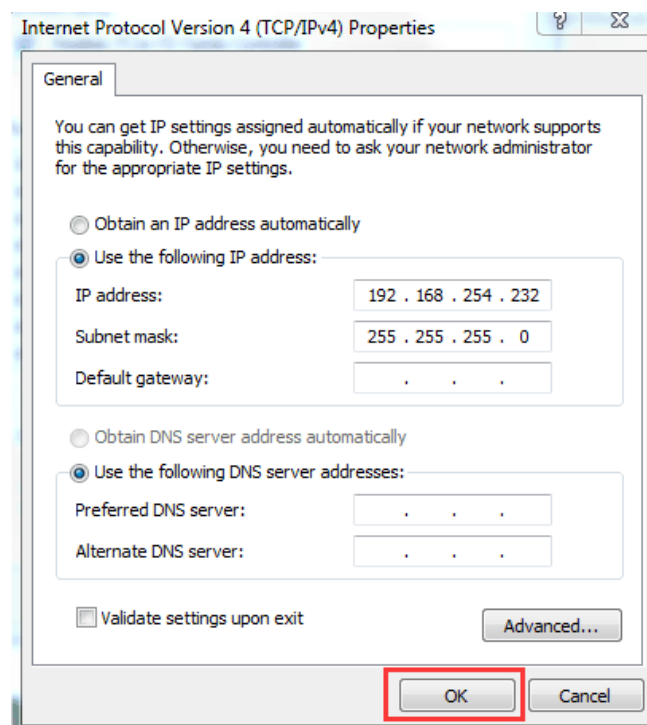 Internet Protocol Version 4 (TCP/IPv4) Properties
General
You can get IP settings assigned automatically if your network supports
this capability. Otherwise, you need to ask your network administrator
for the appropriate IP settings.
Obtain an IP address automatically
Use the following IP address:
IP address: 192 . 168 . 254 . 232
Subnet mask: 255 . 255 . 255 . 0
Default gateway: . . .
Obtain DNS server address automatically
Use the following DNS server addresses:
Preferred DNS server: . . .
Alternate DNS server: . . .
Validate settings upon exit
Advanced...
OK Cancel